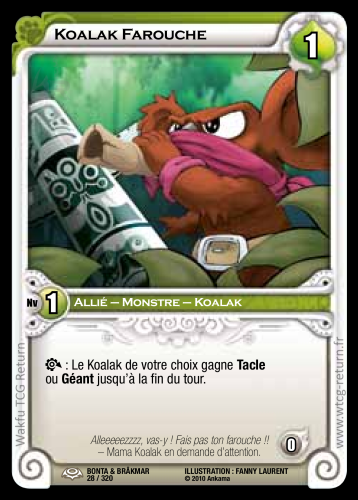 KOALAK FAROUCHE
1
Nv 1
ALLIÉ – MONSTRE – KOALAK
: Le Koalak de votre choix gagne Tacle
ou Géant jusqu'à la fin du tour.
Alleeeeezzzz, vas-y ! Fais pas ton farouche !!
– Mama Koalak en demande d'attention.
0
BONTA & BRÂKMAR
28 / 320
ILLUSTRATION : FANNY LAURENT
© 2010 Ankama
Wakfu TCG Return
www.wtcg-return.fr